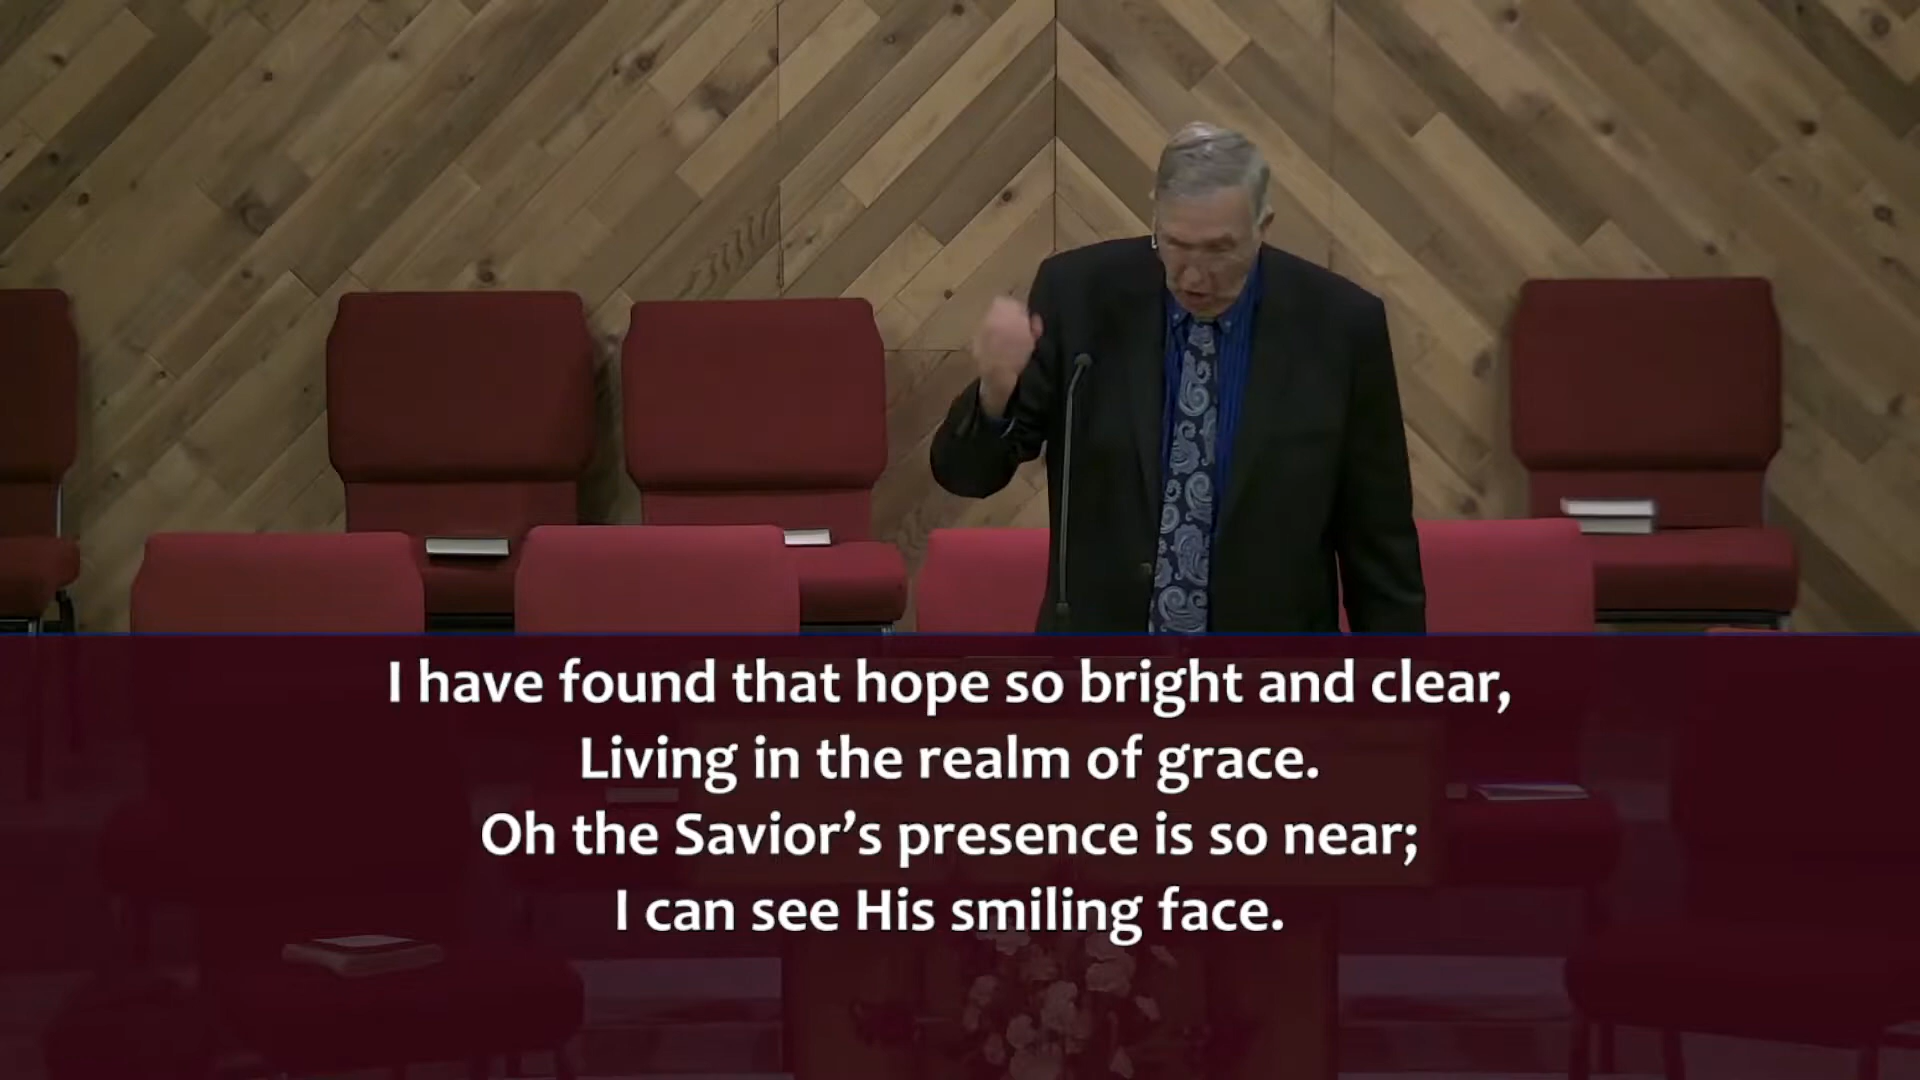 I have found that hope so bright and clear,
Living in the realm of grace.
Oh the Savior’s presence is so near;
I can see His smiling face.